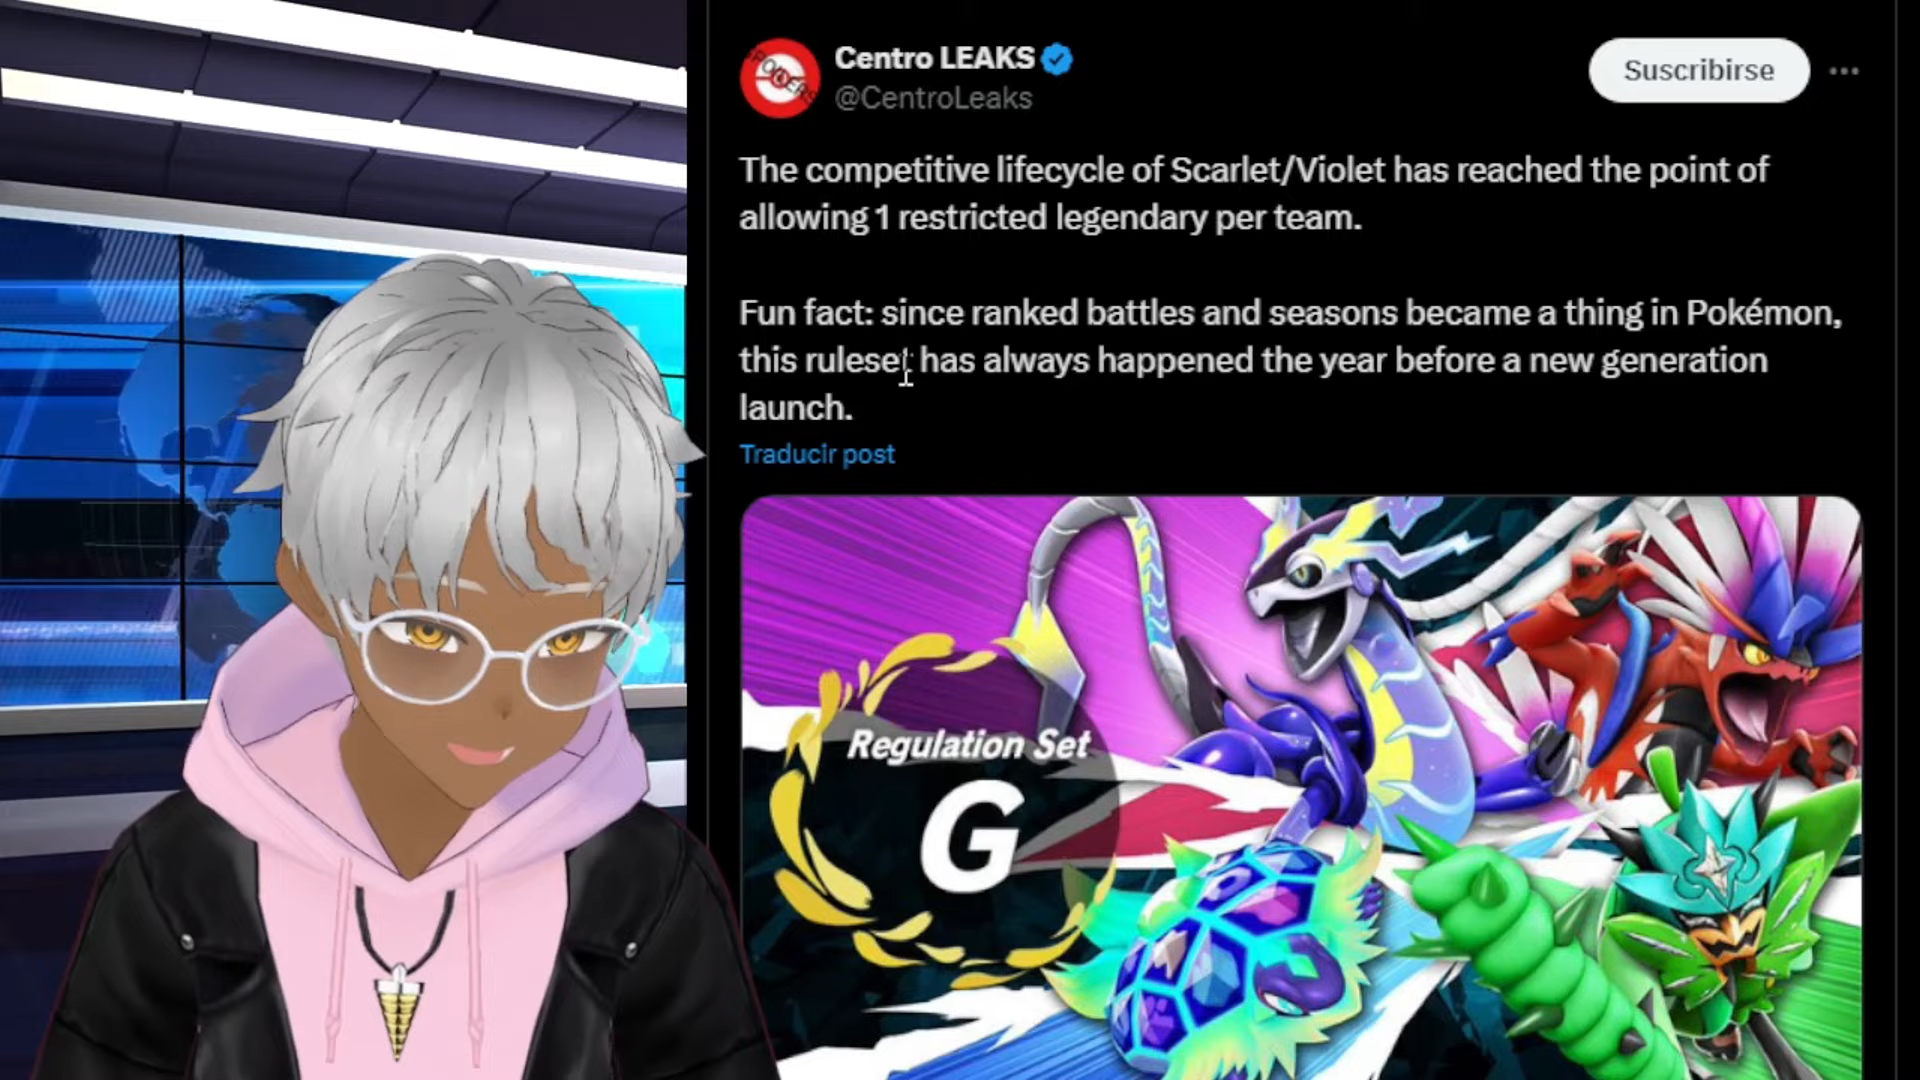 Centro LEAKS
@CentroLeaks
Suscribirse
The competitive lifecycle of Scarlet/Violet has reached the point of
allowing 1 restricted legendary per team.
Fun fact: since ranked battles and seasons became a thing in Pokémon,
this ruleset has always happened the year before a new generation
launch.
Traducir post
Regulation Set
G